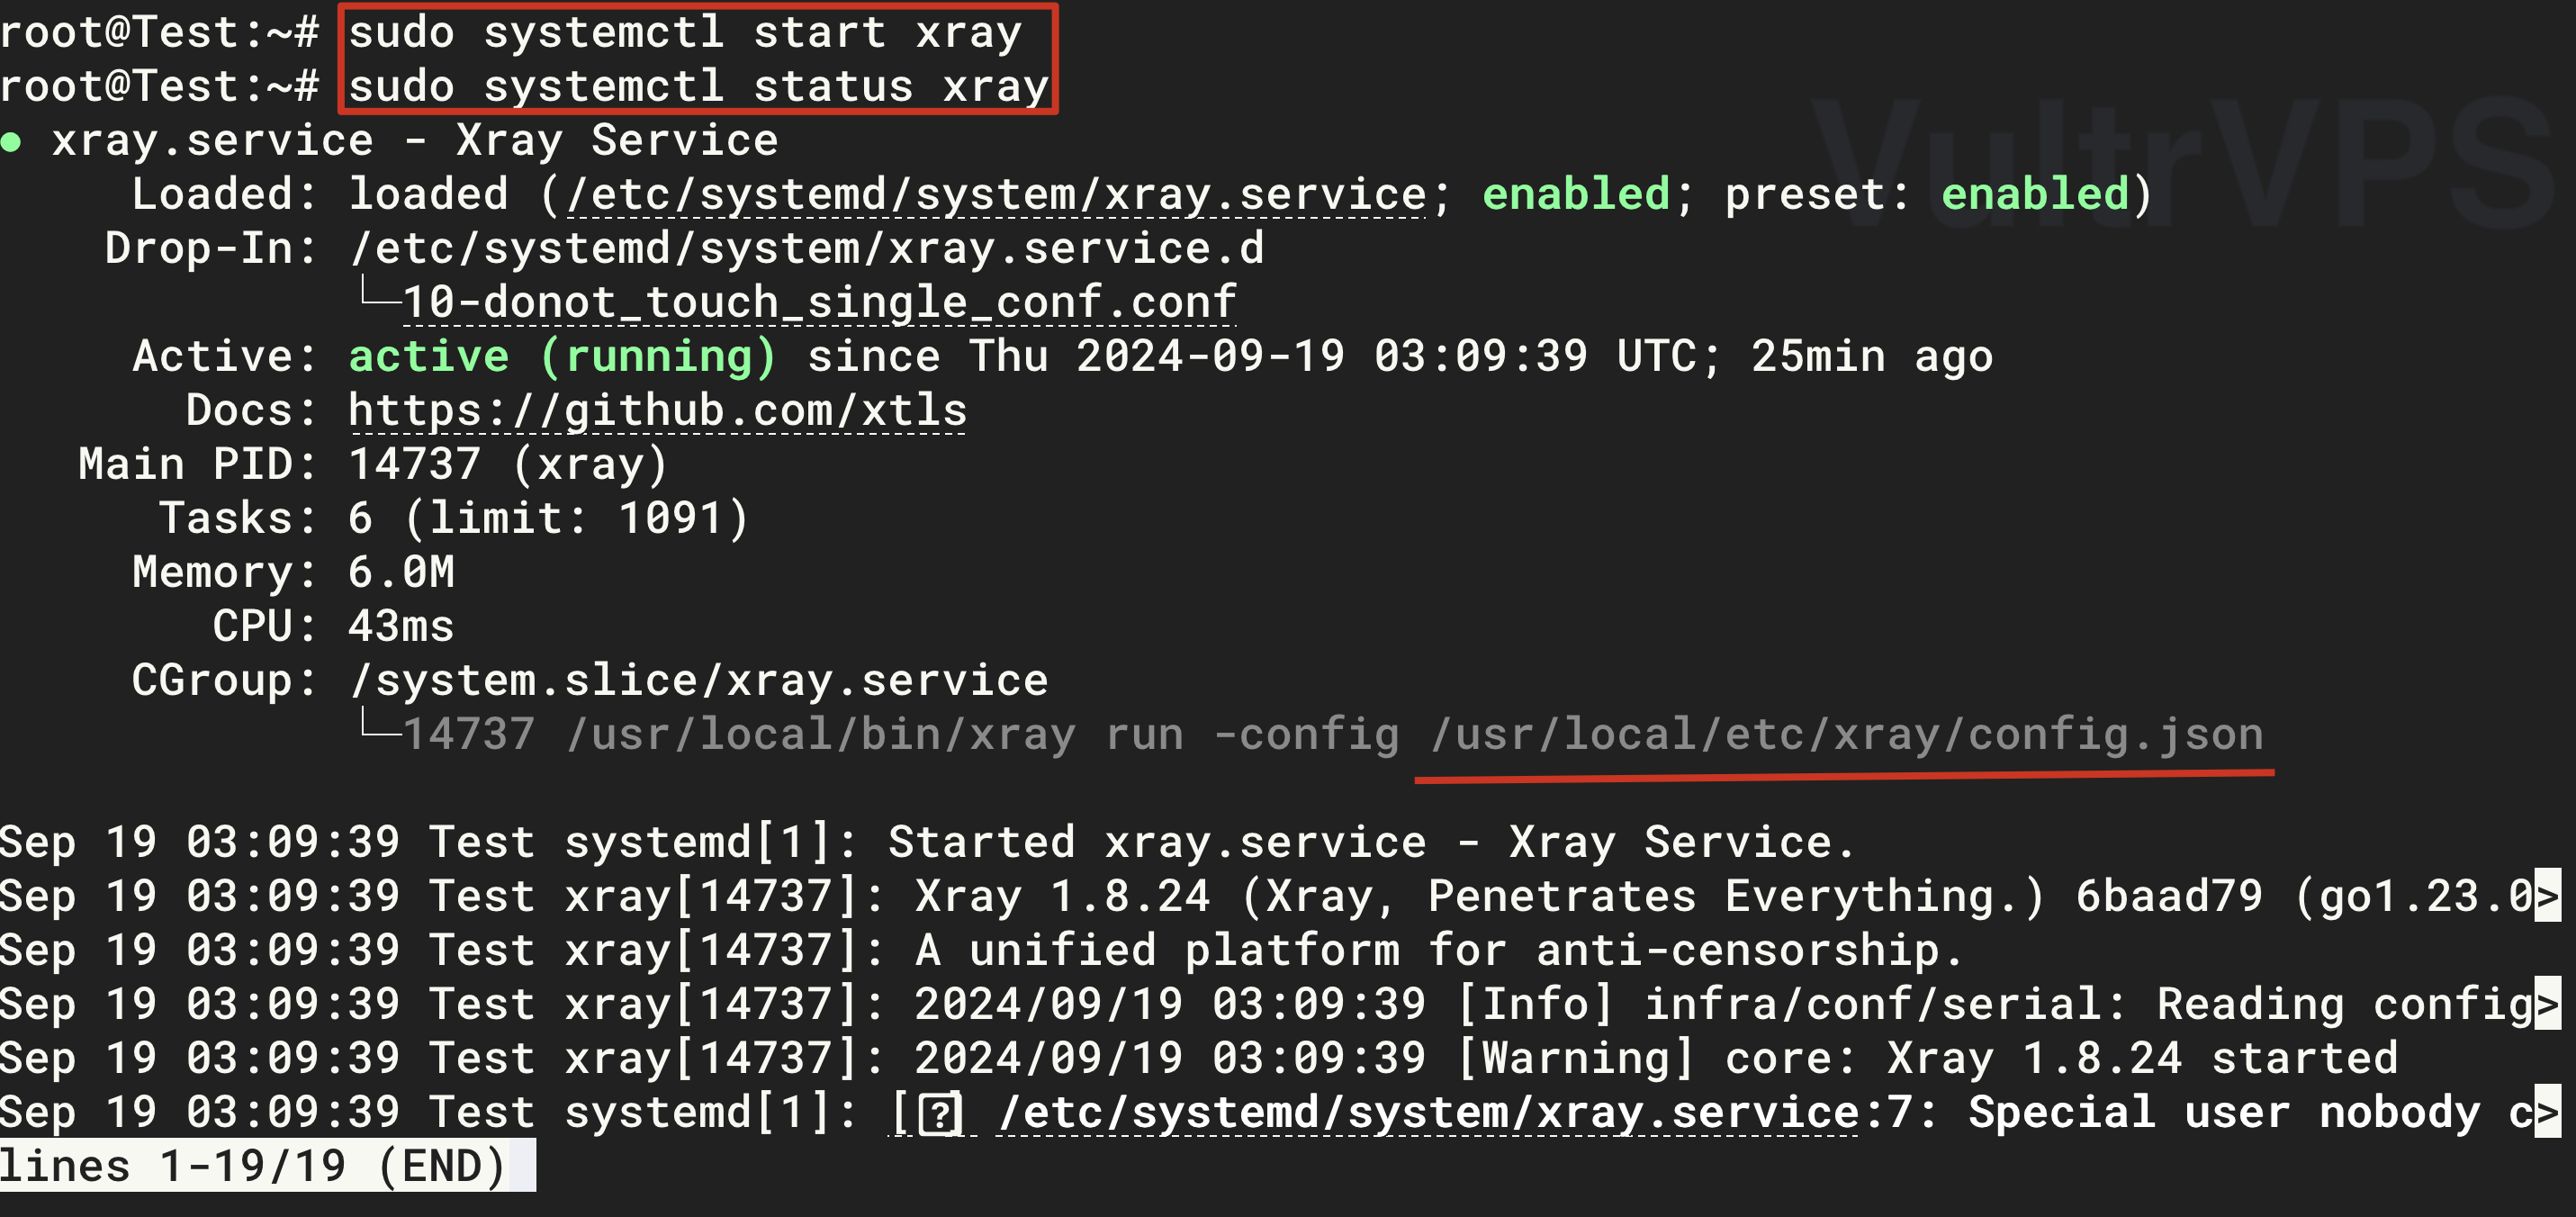 root@Test:~# sudo systemctl start xray
root@Test:~# sudo systemctl status xray
● xray.service - Xray Service
Loaded: loaded (/etc/systemd/system/xray.service; enabled; preset: enabled)
Drop-In: /etc/systemd/system/xray.service.d
└─10-donot_touch_single_conf.conf
Active: active (running) since Thu 2024-09-19 03:09:39 UTC; 25min ago
Docs: https://github.com/xtls
Main PID: 14737 (xray)
Tasks: 6 (limit: 1091)
Memory: 6.0M
CPU: 43ms
CGroup: /system.slice/xray.service
└─14737 /usr/local/bin/xray run -config /usr/local/etc/xray/config.json
Sep 19 03:09:39 Test systemd[1]: Started xray.service - Xray Service.
Sep 19 03:09:39 Test xray[14737]: Xray 1.8.24 (Xray, Penetrates Everything.) 6baad79 (go1.23.0>
Sep 19 03:09:39 Test xray[14737]: A unified platform for anti-censorship.
Sep 19 03:09:39 Test xray[14737]: 2024/09/19 03:09:39 [Info] infra/conf/serial: Reading config>
Sep 19 03:09:39 Test xray[14737]: 2024/09/19 03:09:39 [Warning] core: Xray 1.8.24 started
Sep 19 03:09:39 Test systemd[1]: [?] /etc/systemd/system/xray.service:7: Special user nobody c>
lines 1-19/19 (END)
VultrVPS